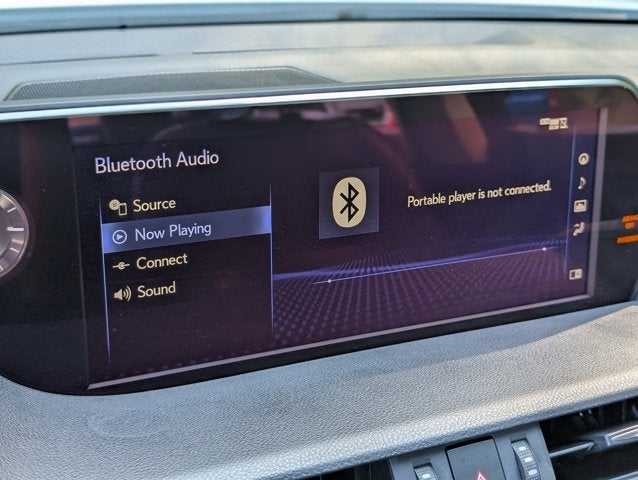 Bluetooth Audio
Source
Now Playing
Connect
Sound
Portable player is not connected.